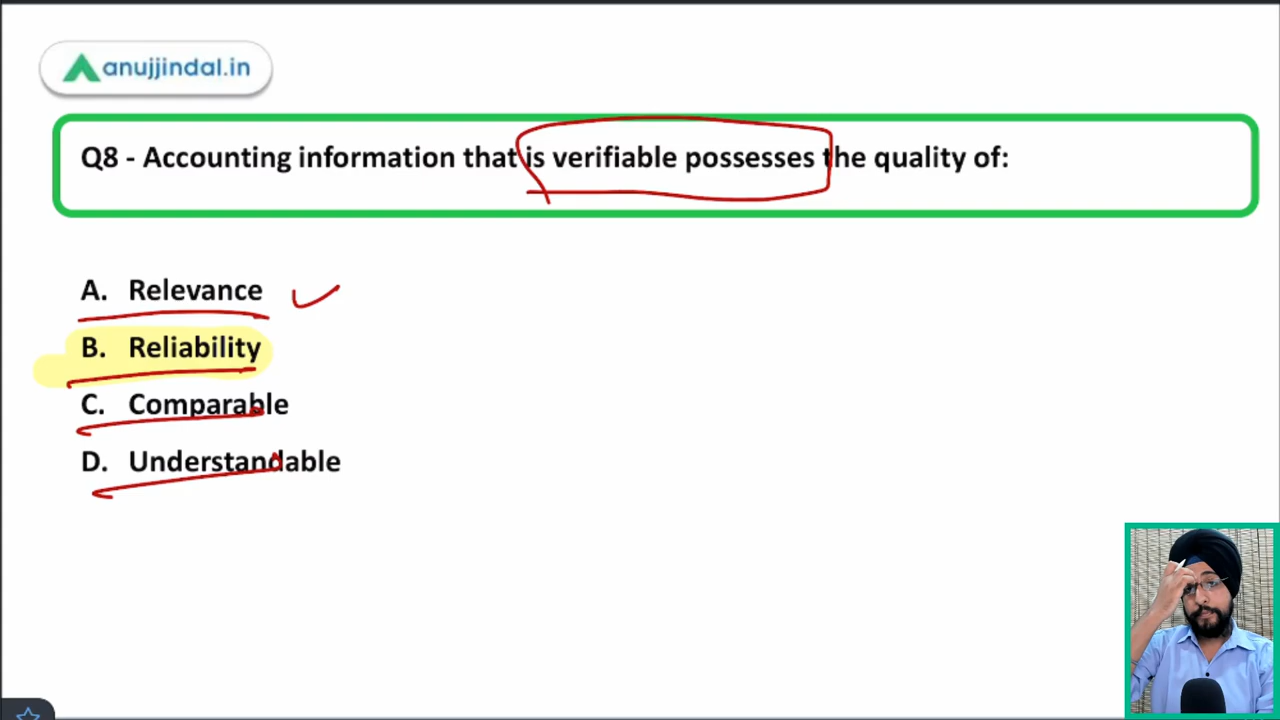 anujjindal.in
Q8 - Accounting information that is verifiable possesses the quality of:
A. Relevance
B. Reliability
C. Comparable
D. Understandable